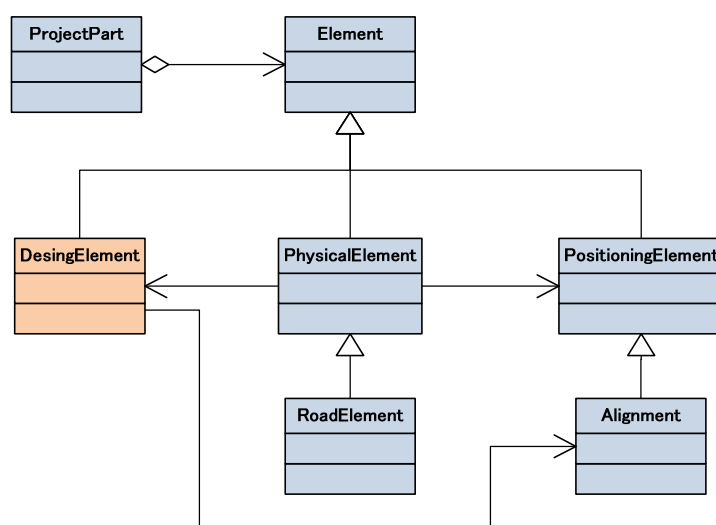 ProjectPart
Element
DesingElement
PhysicalElement
PositioningElement
RoadElement
Alignment